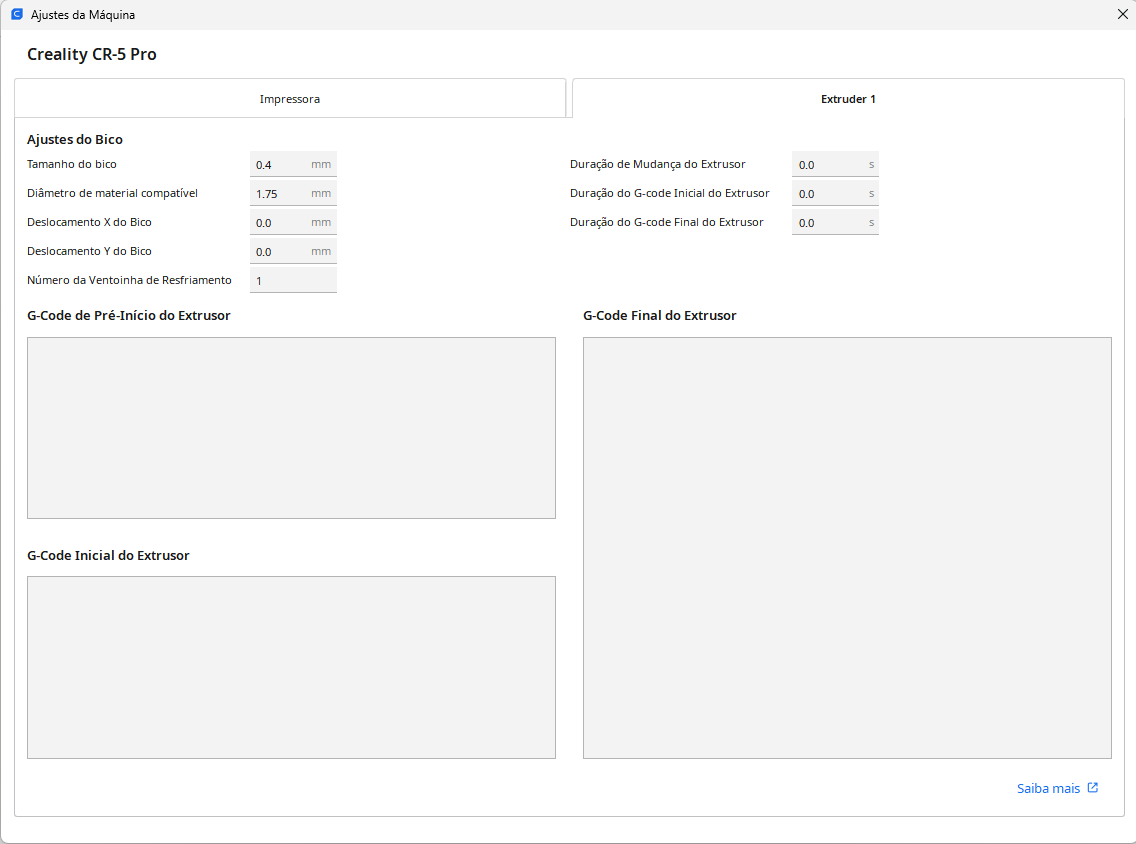 Ajustes da Máquina
Creality CR-5 Pro
Impressora
Extruder 1
Ajustes do Bico
Tamanho do bico 0.4 mm
Diâmetro de material compatível 1.75 mm
Deslocamento X do Bico 0.0 mm
Deslocamento Y do Bico 0.0 mm
Número da Ventoinha de Resfriamento 1
Duração de Mudança do Extrusor 0.0 s
Duração do G-code Inicial do Extrusor 0.0 s
Duração do G-code Final do Extrusor 0.0 s
G-Code de Pré-Início do Extrusor
G-Code Inicial do Extrusor
G-Code Final do Extrusor
Saiba mais